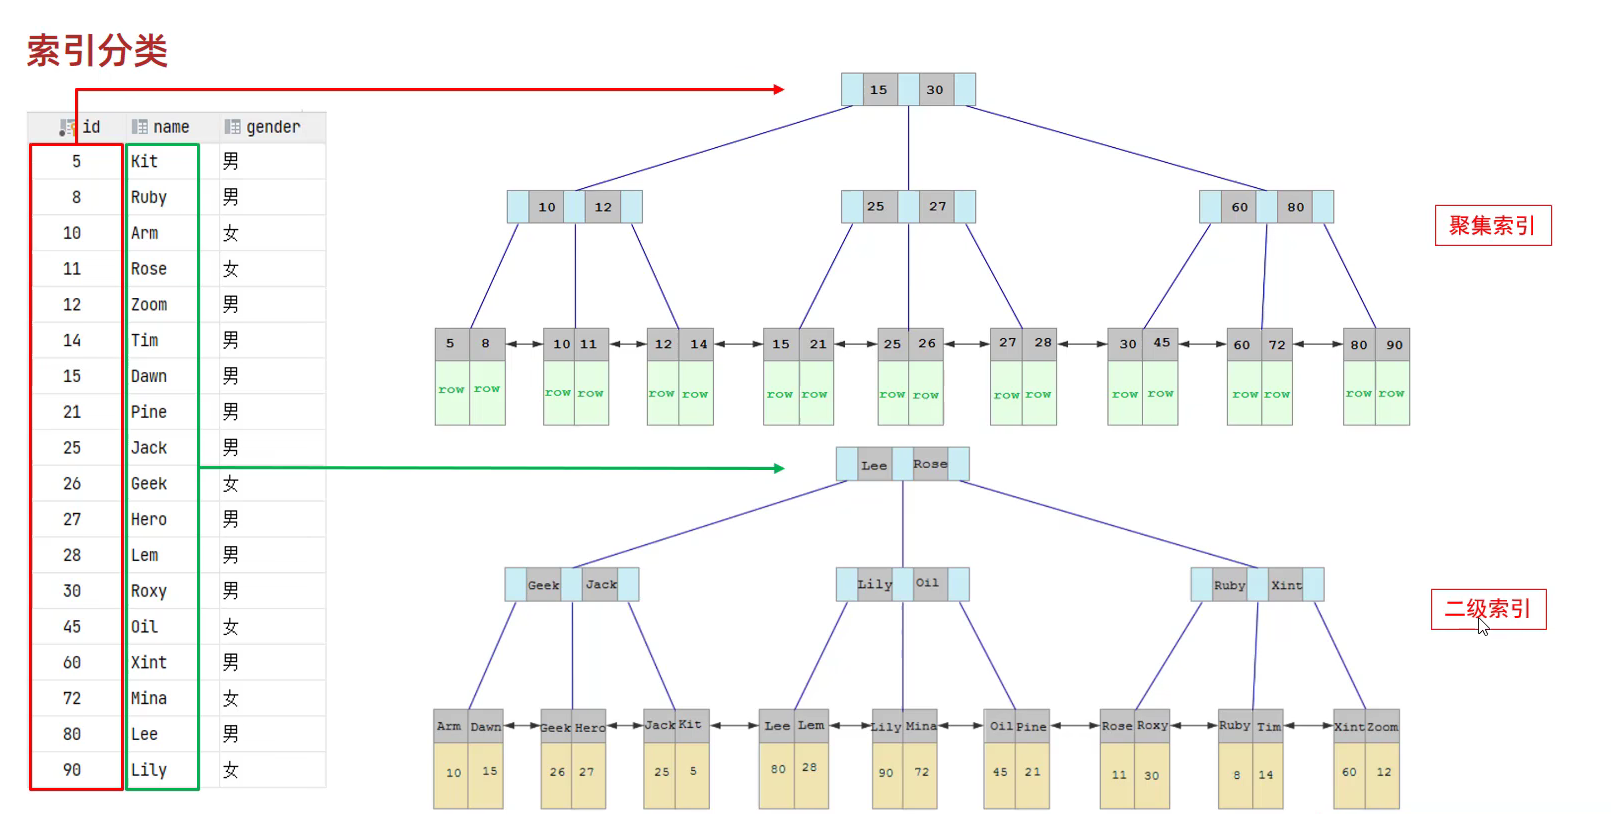 索引分类
id name gender
5 Kit 男
8 Ruby 男
10 Arm 女
11 Rose 女
12 Zoom 男
14 Tim 男
15 Dawn 男
21 Pine 男
25 Jack 男
26 Geek 女
27 Hero 男
28 Lem 男
30 Roxy 男
45 Oil 女
60 Xint 男
72 Mina 女
80 Lee 男
90 Lily 女
15 30
10 12 25 27 60 80
聚集索引
5 8 10 11 12 14 15 21 25 26 27 28 30 45 60 72 80 90
row row row row row row row row row row row row row row row row row row
Lee Rose
Geek Jack Lily Oil Ruby Xint
二级索引
Arm Dawn Geek Hero Jack Kit Lee Lem Lily Mina Oil Pine Rose Roxy Ruby Tim Xint Zoom
10 15 26 27 25 5 80 28 90 72 45 21 11 30 8 14 60 12